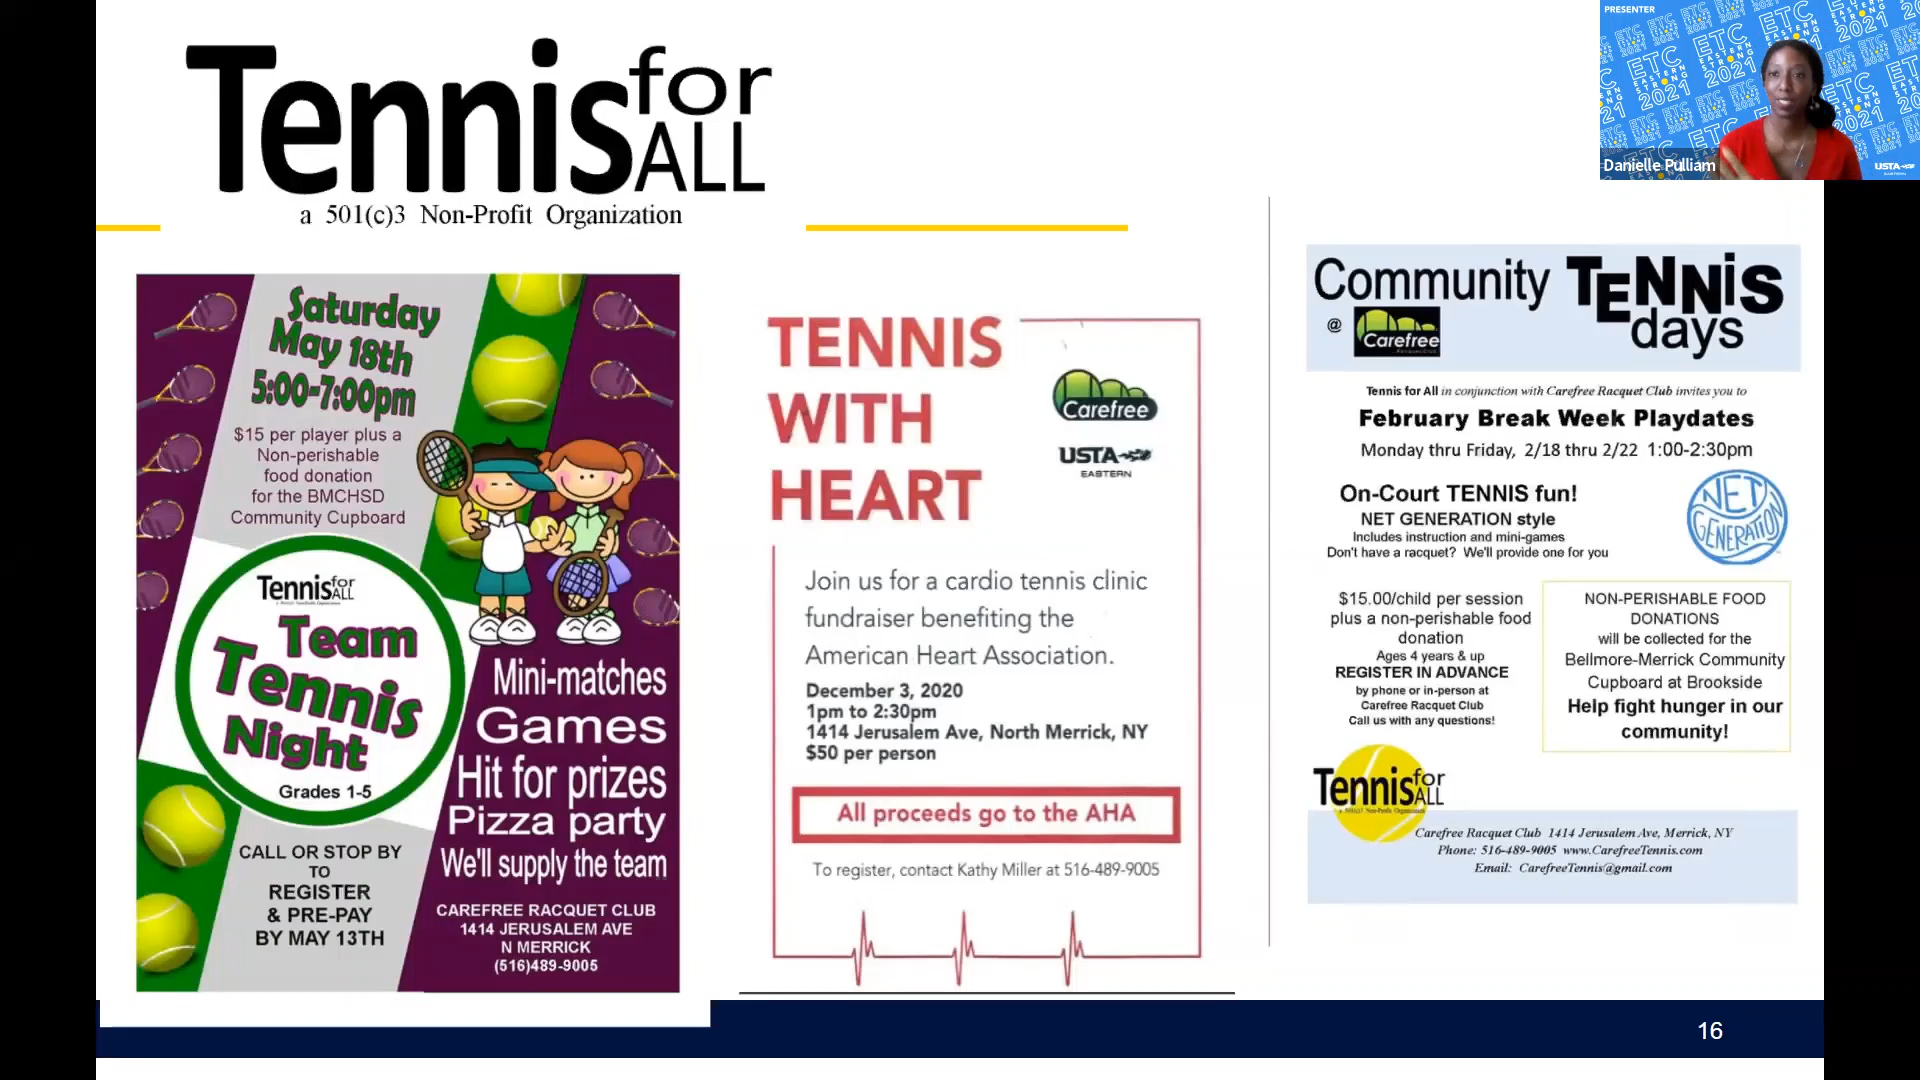 Tennis for ALL
a 501(c)3 Non-Profit Organization
Saturday
May 18th
5:00-7:00pm
$15 per player plus a
Non-perishable
food donation
for the BMCHSD
Community Cupboard
Tennis for ALL
Team
Tennis
Night
Grades 1-5
CALL OR STOP BY
TO
REGISTER
& PRE-PAY
BY MAY 13TH
Mini-matches
Games
Hit for prizes
Pizza party
We'll supply the team
CAREFREE RACQUET CLUB
1414 JERUSALEM AVE
N MERRICK
(516)489-9005
TENNIS
WITH
HEART
Carefree
USTA
EASTERN
Join us for a cardio tennis clinic
fundraiser benefiting the
American Heart Association.
December 3, 2020
1pm to 2:30pm
1414 Jerusalem Ave, North Merrick, NY
$50 per person
All proceeds go to the AHA
To register, contact Kathy Miller at 516-489-9005
Community TENNiS
@ Carefree days
Tennis for All in conjunction with Carefree Racquet Club invites you to
February Break Week Playdates
Monday thru Friday, 2/18 thru 2/22 1:00-2:30pm
On-Court TENNIS fun!
NET GENERATION style
Includes instruction and mini-games
Don't have a racquet? We'll provide one for you
NET
GENERATION
$15.00/child per session
plus a non-perishable food
donation
Ages 4 years & up
REGISTER IN ADVANCE
by phone or in-person at
Carefree Racquet Club
Call us with any questions!
NON-PERISHABLE FOOD
DONATIONS
will be collected for the
Bellmore-Merrick Community
Cupboard at Brookside
Help fight hunger in our
community!
Tennis for ALL
Carefree Racquet Club 1414 Jerusalem Ave, Merrick, NY
Phone: 516-489-9005 www.CarefreeTennis.com
Email: CarefreeTennis@gmail.com
16
PRESENTER
ETC
EASTERN
STRONG
2021
Danielle Pulliam
USTA